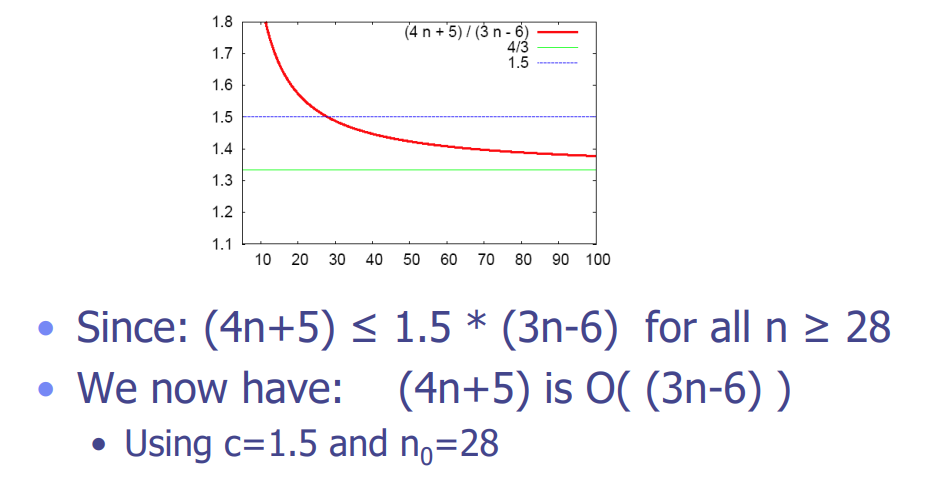 1.8
(4 n + 5) / (3 n - 6)
1.7
4/3
1.5
1.6
1.5
1.4
1.3
1.2
1.1
10 20 30 40 50 60 70 80 90 100
• Since: (4n+5) ≤ 1.5 * (3n-6) for all n ≥ 28
• We now have: (4n+5) is O( (3n-6) )
• Using c=1.5 and n₀=28